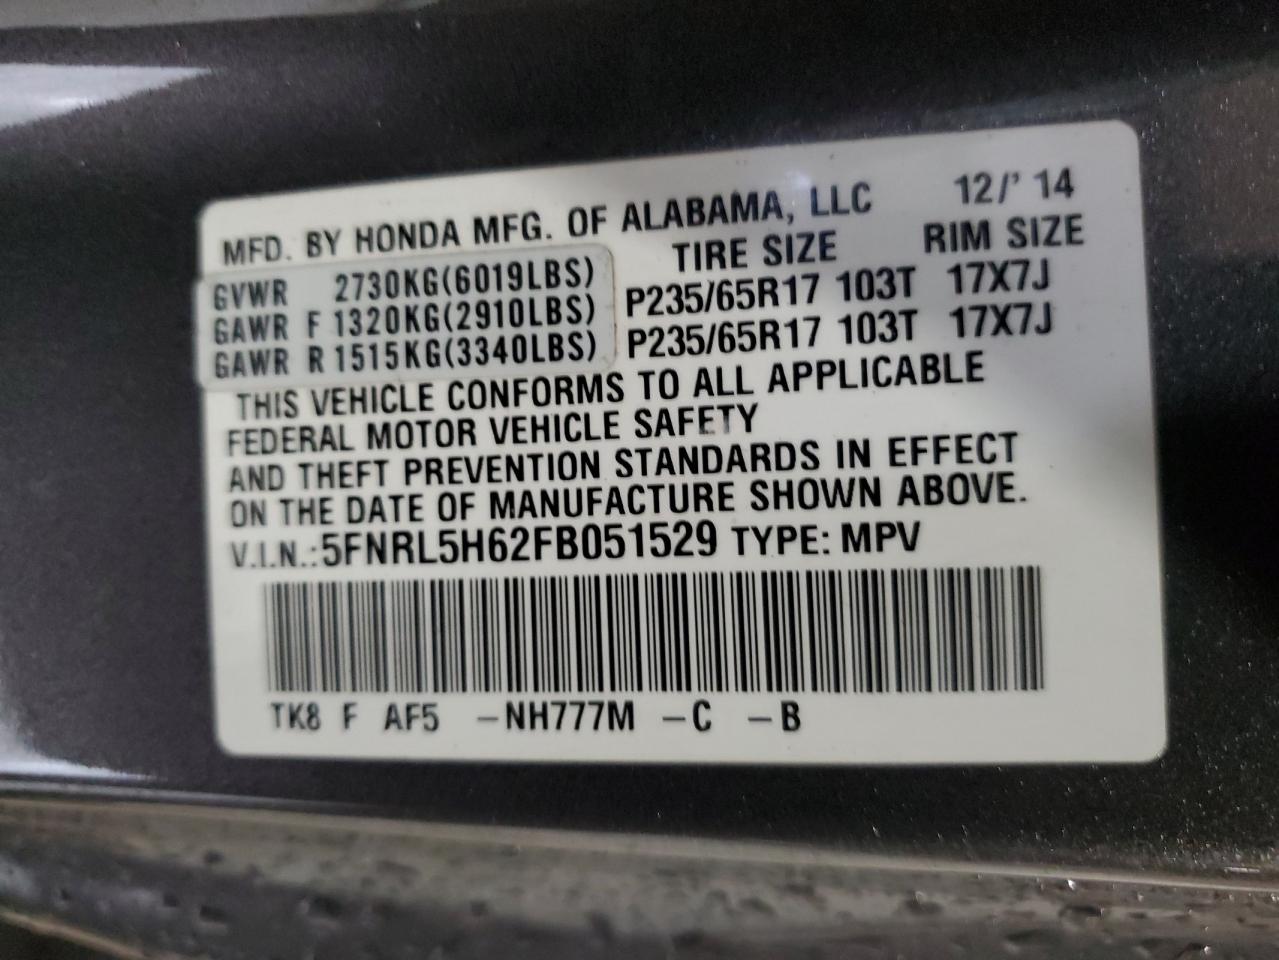 MFD. BY HONDA MFG. OF ALABAMA, LLC 12/' 14
TIRE SIZE RIM SIZE
GVWR 2730KG(6019LBS)
GAWR F 1320KG(2910LBS) P235/65R17 103T 17X7J
GAWR R 1515KG(3340LBS) P235/65R17 103T 17X7J
THIS VEHICLE CONFORMS TO ALL APPLICABLE
FEDERAL MOTOR VEHICLE SAFETY
AND THEFT PREVENTION STANDARDS IN EFFECT
ON THE DATE OF MANUFACTURE SHOWN ABOVE.
V.I.N.:5FNRL5H62FB051529 TYPE: MPV
TK8 F AF5 -NH777M -C -B